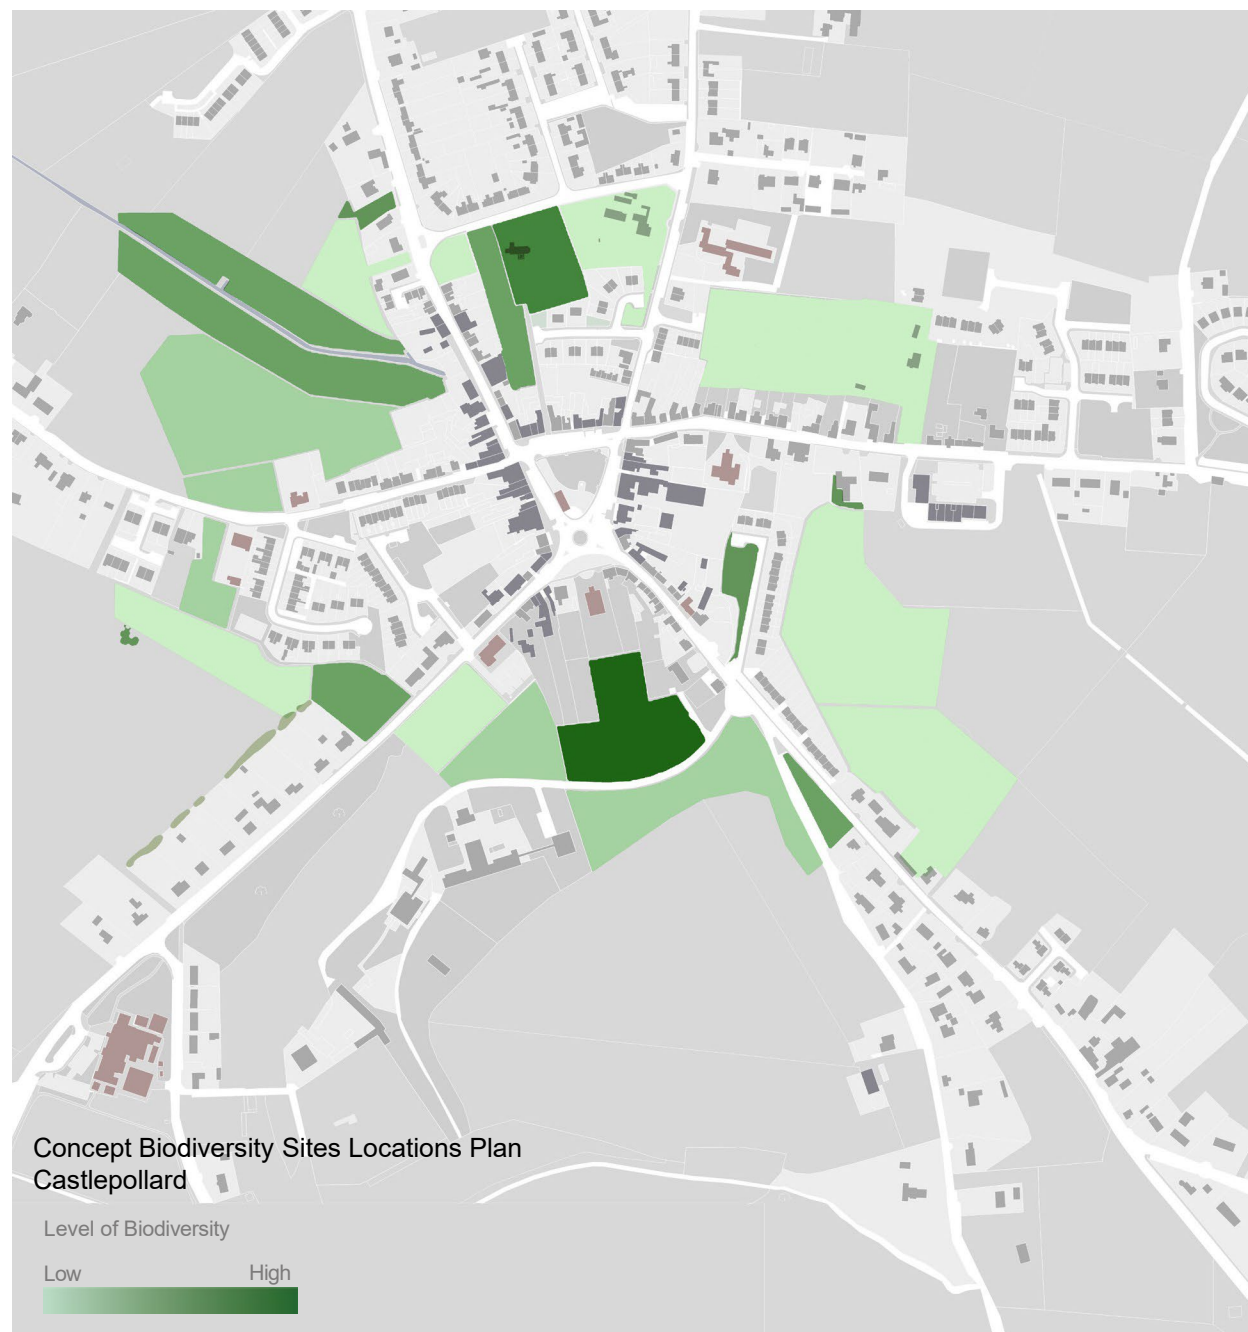 Concept Biodiversity Sites Locations Plan
Castlepollard
Level of Biodiversity
Low High